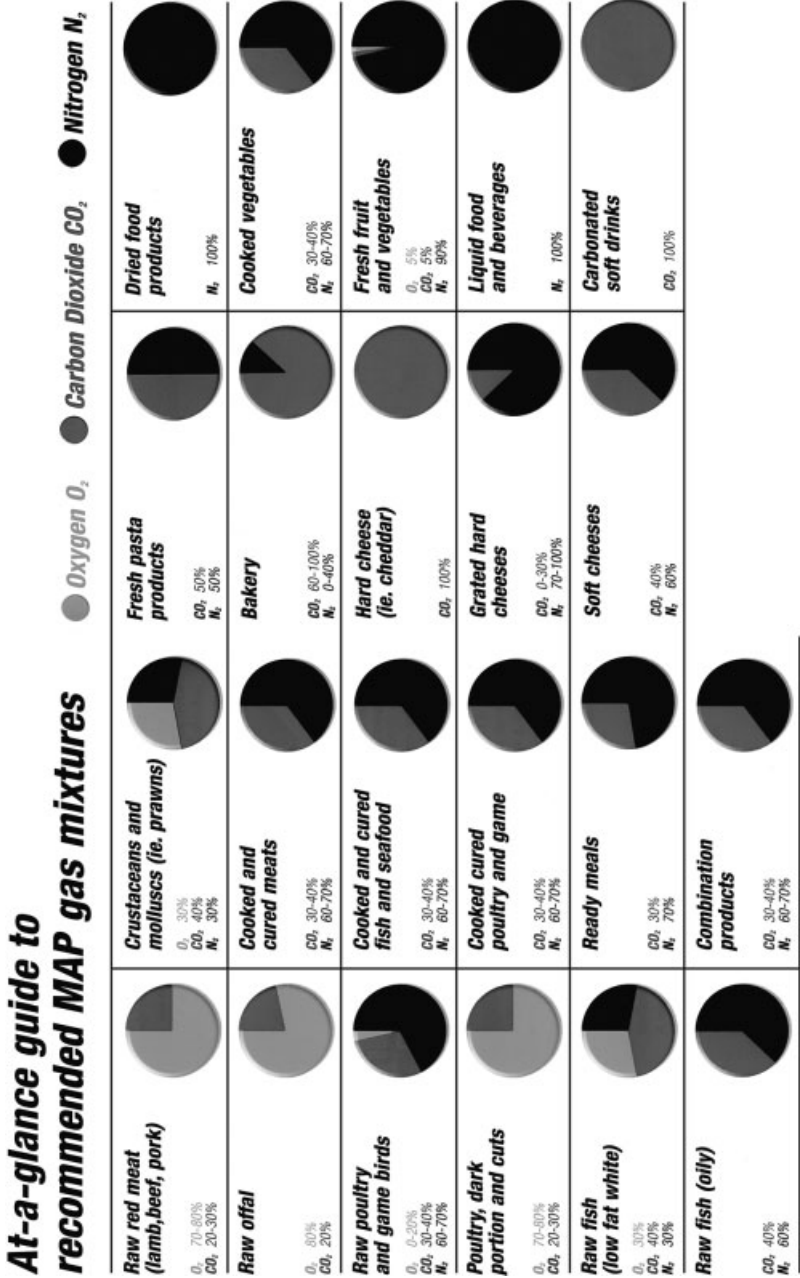 At-a-glance guide to
recommended MAP gas mixtures
Oxygen O₂
Carbon Dioxide CO₂
Nitrogen N₂
Raw red meat
(lamb,beef, pork)
O₂ 70-80%
CO₂ 20-30%
Crustaceans and
molluscs (ie. prawns)
O₂ 30%
CO₂ 40%
N₂ 30%
Fresh pasta
products
CO₂ 50%
N₂ 50%
Dried food
products
N₂ 100%
Raw offal
O₂ 80%
CO₂ 20%
Cooked and
cured meats
CO₂ 30-40%
N₂ 60-70%
Bakery
CO₂ 60-100%
N₂ 0-40%
Cooked vegetables
CO₂ 30-40%
N₂ 60-70%
Raw poultry
and game birds
O₂ 0-20%
CO₂ 30-40%
N₂ 60-70%
Cooked and cured
fish and seafood
CO₂ 30-40%
N₂ 60-70%
Hard cheese
(ie. cheddar)
CO₂ 100%
Fresh fruit
and vegetables
O₂ 5%
CO₂ 5%
N₂ 90%
Poultry, dark
portion and cuts
O₂ 70-80%
CO₂ 20-30%
Cooked cured
poultry and game
CO₂ 30-40%
N₂ 60-70%
Grated hard
cheeses
CO₂ 0-30%
N₂ 70-100%
Liquid food
and beverages
N₂ 100%
Raw fish
(low fat white)
O₂ 30%
CO₂ 40%
N₂ 30%
Ready meals
CO₂ 30%
N₂ 70%
Soft cheeses
CO₂ 40%
N₂ 60%
Carbonated
soft drinks
CO₂ 100%
Raw fish (oily)
CO₂ 40%
N₂ 60%
Combination
products
CO₂ 30-40%
N₂ 60-70%